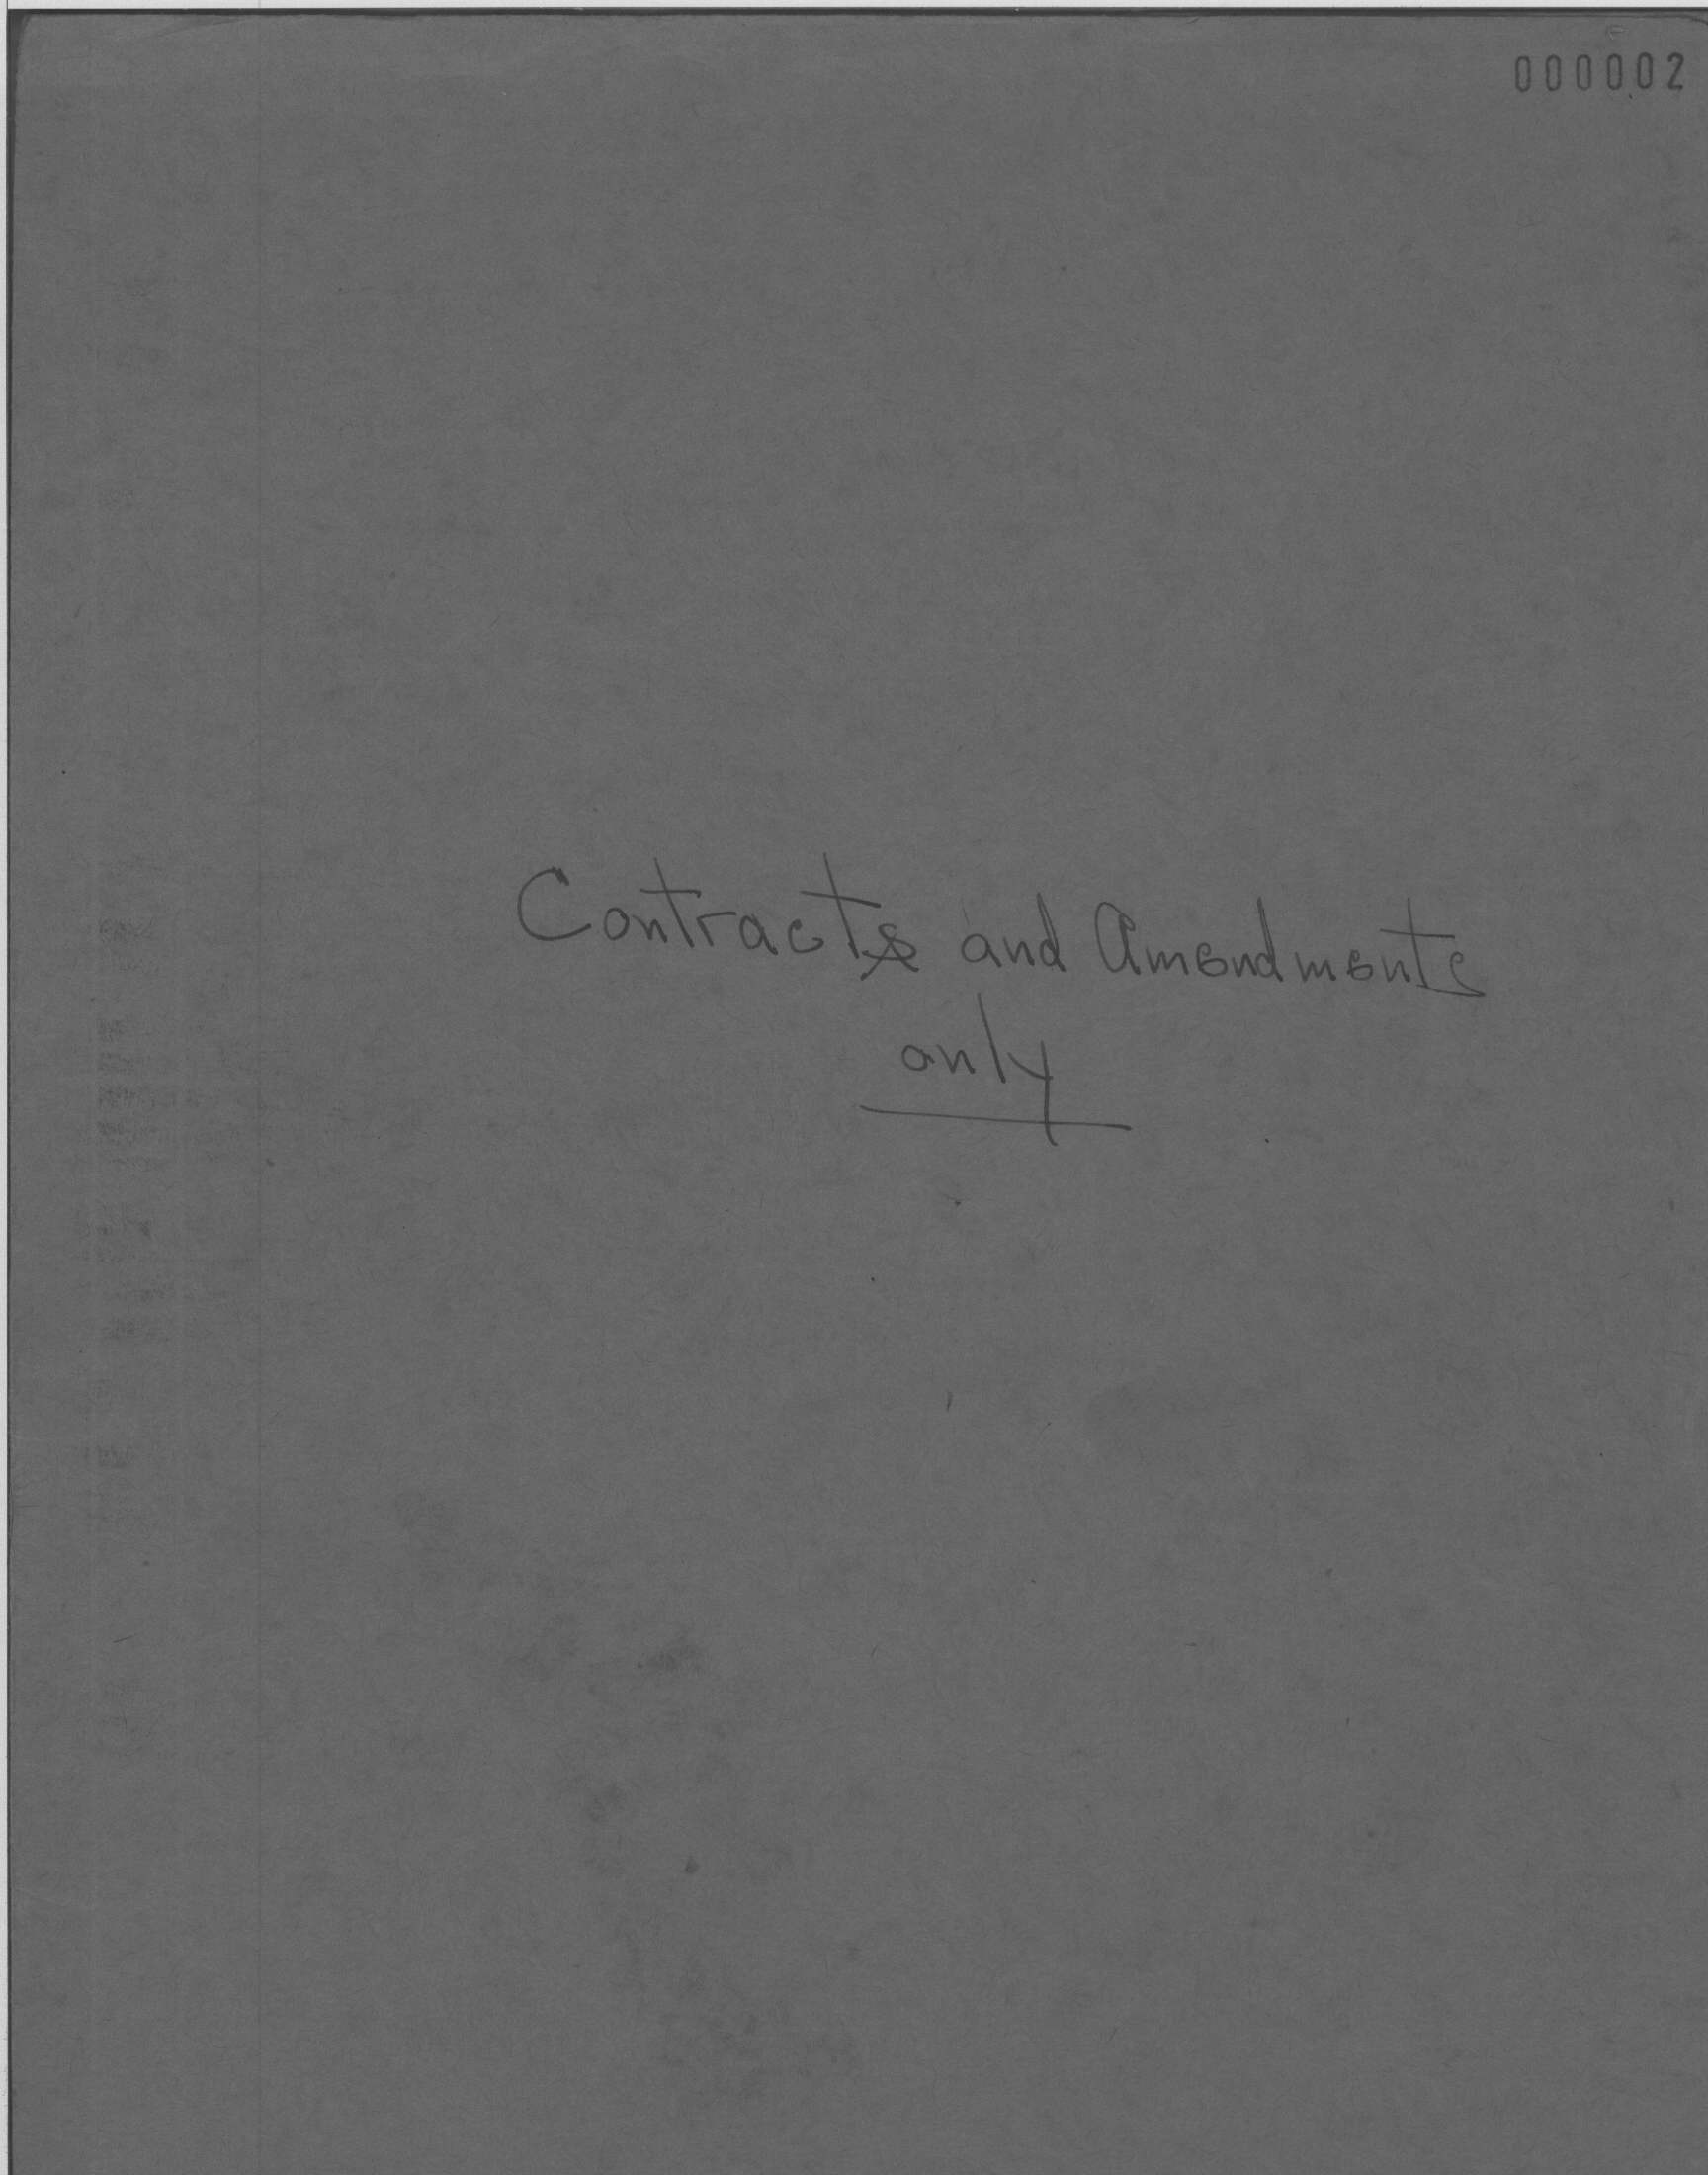 000002
Contracts and Amendments
only